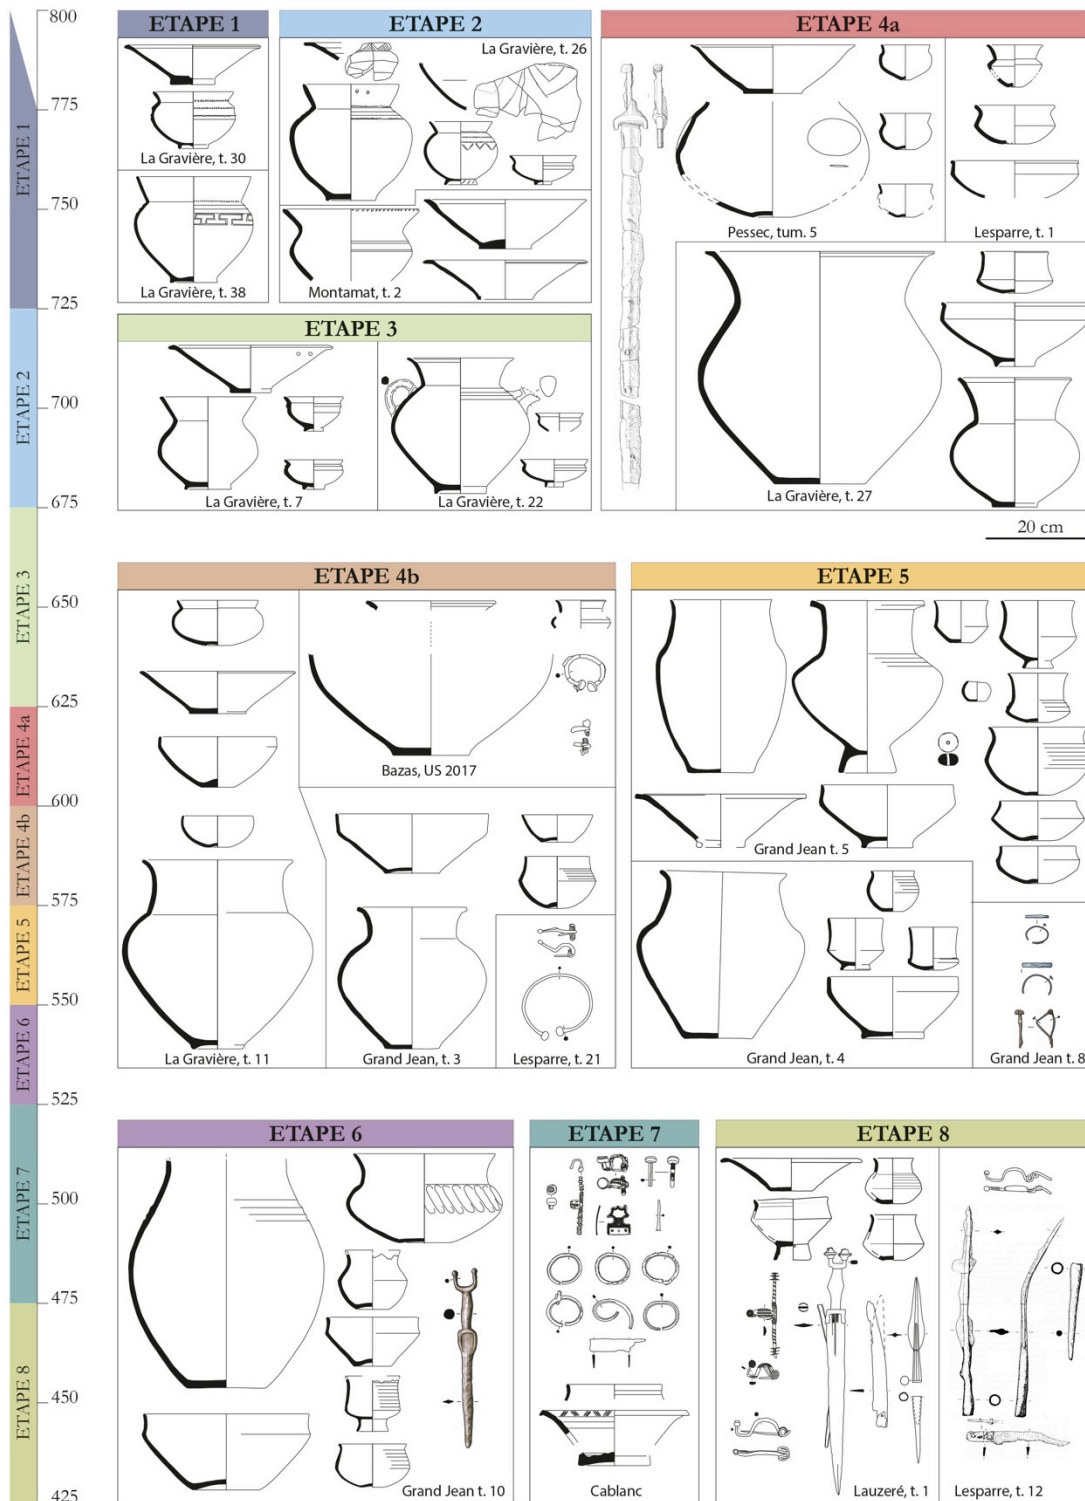 800
775
750
725
700
675
650
625
600
575
550
525
500
475
450
425
ETAPE 1
ETAPE 2
ETAPE 3
ETAPE 4a
ETAPE 4b
ETAPE 5
ETAPE 6
ETAPE 7
ETAPE 8
ETAPE 1
La Gravière, t. 30
La Gravière, t. 38
ETAPE 2
La Gravière, t. 26
Montamat, t. 2
ETAPE 3
La Gravière, t. 7
La Gravière, t. 22
ETAPE 4a
Pessec, tum. 5
Lesparre, t. 1
La Gravière, t. 27
20 cm
ETAPE 4b
Bazas, US 2017
La Gravière, t. 11
Grand Jean, t. 3
Lesparre, t. 21
ETAPE 5
Grand Jean t. 5
Grand Jean, t. 4
Grand Jean t. 8
ETAPE 6
Grand Jean t. 10
ETAPE 7
Cablanc
ETAPE 8
Lauzeré, t. 1
Lesparre, t. 12